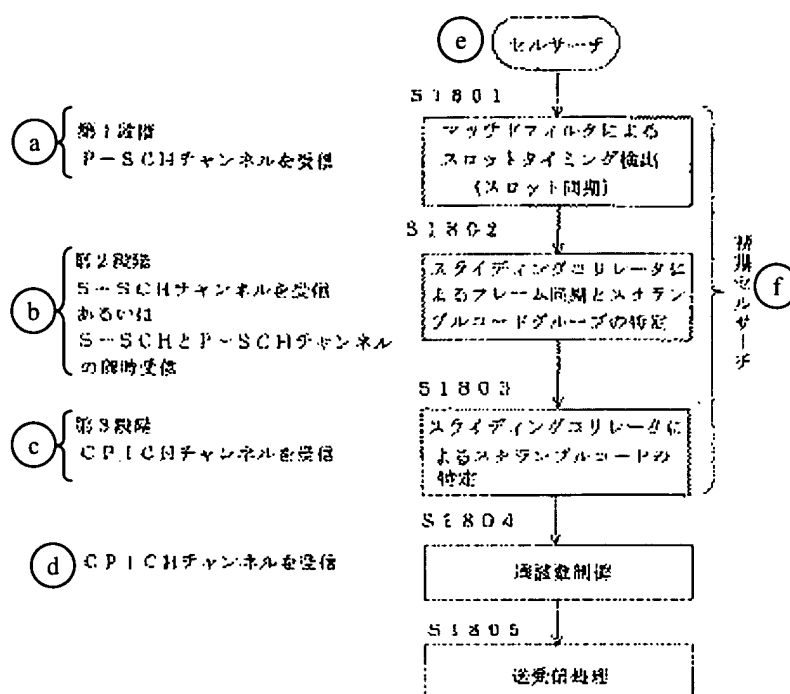 e
セルサーチ
S1801
a
第1段階
P-SCHチャンネルを受信
マッチドフィルタによる
スロットタイミング検出
(スロット同期)
S1802
b
第2段階
S-SCHチャンネルを受信
あるいは
S-SCHとP-SCHチャンネル
の同時受信
スライディングコリレータに
よるフレーム同期とスクラン
ブルコードグループの特定
初期セルサーチ
f
S1803
c
第3段階
CPICHチャンネルを受信
スライディングコリレータに
よるスクランブルコードの
特定
S1804
d
CPICHチャンネルを受信
周波数制御
S1805
送受信処理